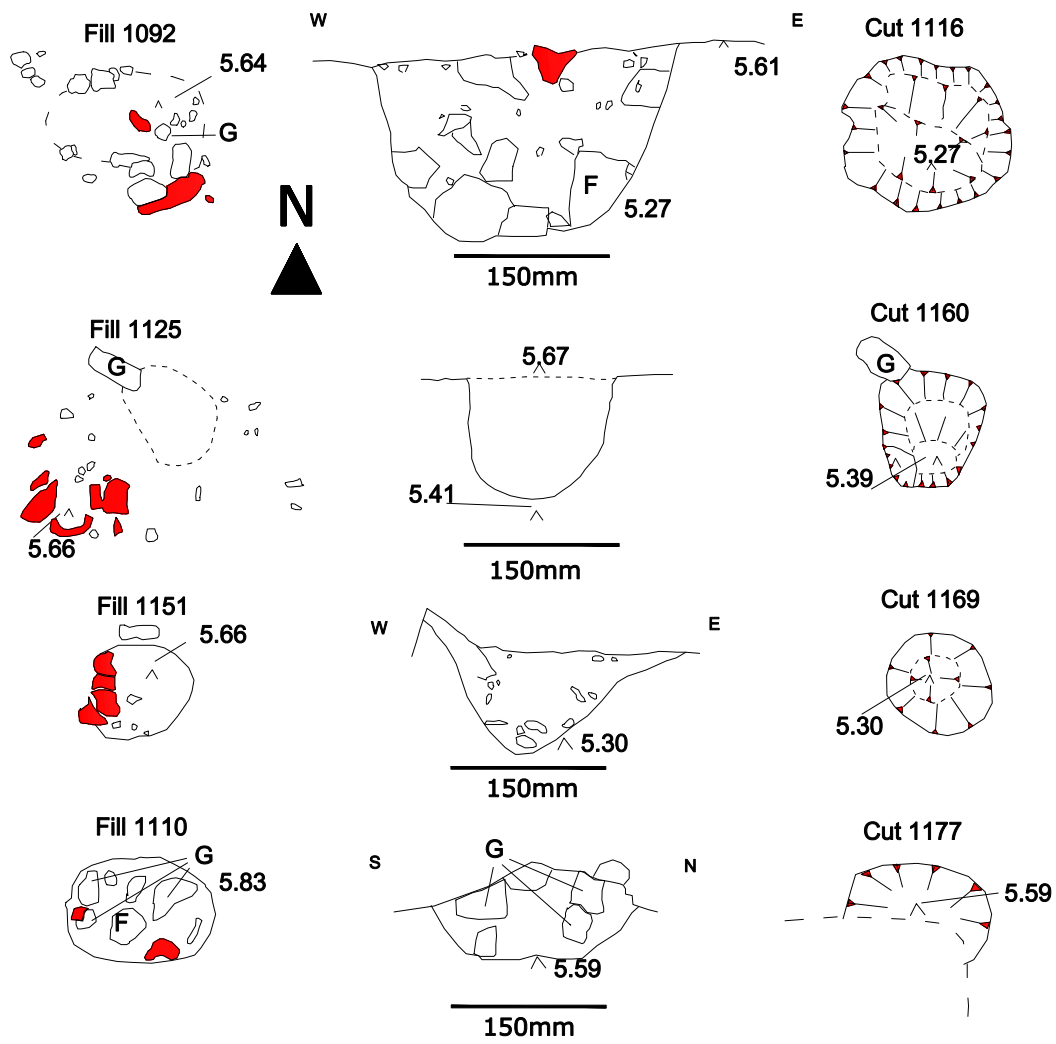 Fill 1092
W
E
Cut 1116
5.64
5.61
G
5.27
F
5.27
N
150mm
Fill 1125
Cut 1160
G
5.67
G
5.41
5.39
5.66
150mm
Fill 1151
Cut 1169
5.66
W
E
5.30
5.30
150mm
Fill 1110
Cut 1177
G
5.83
S
G
N
5.59
F
5.59
150mm